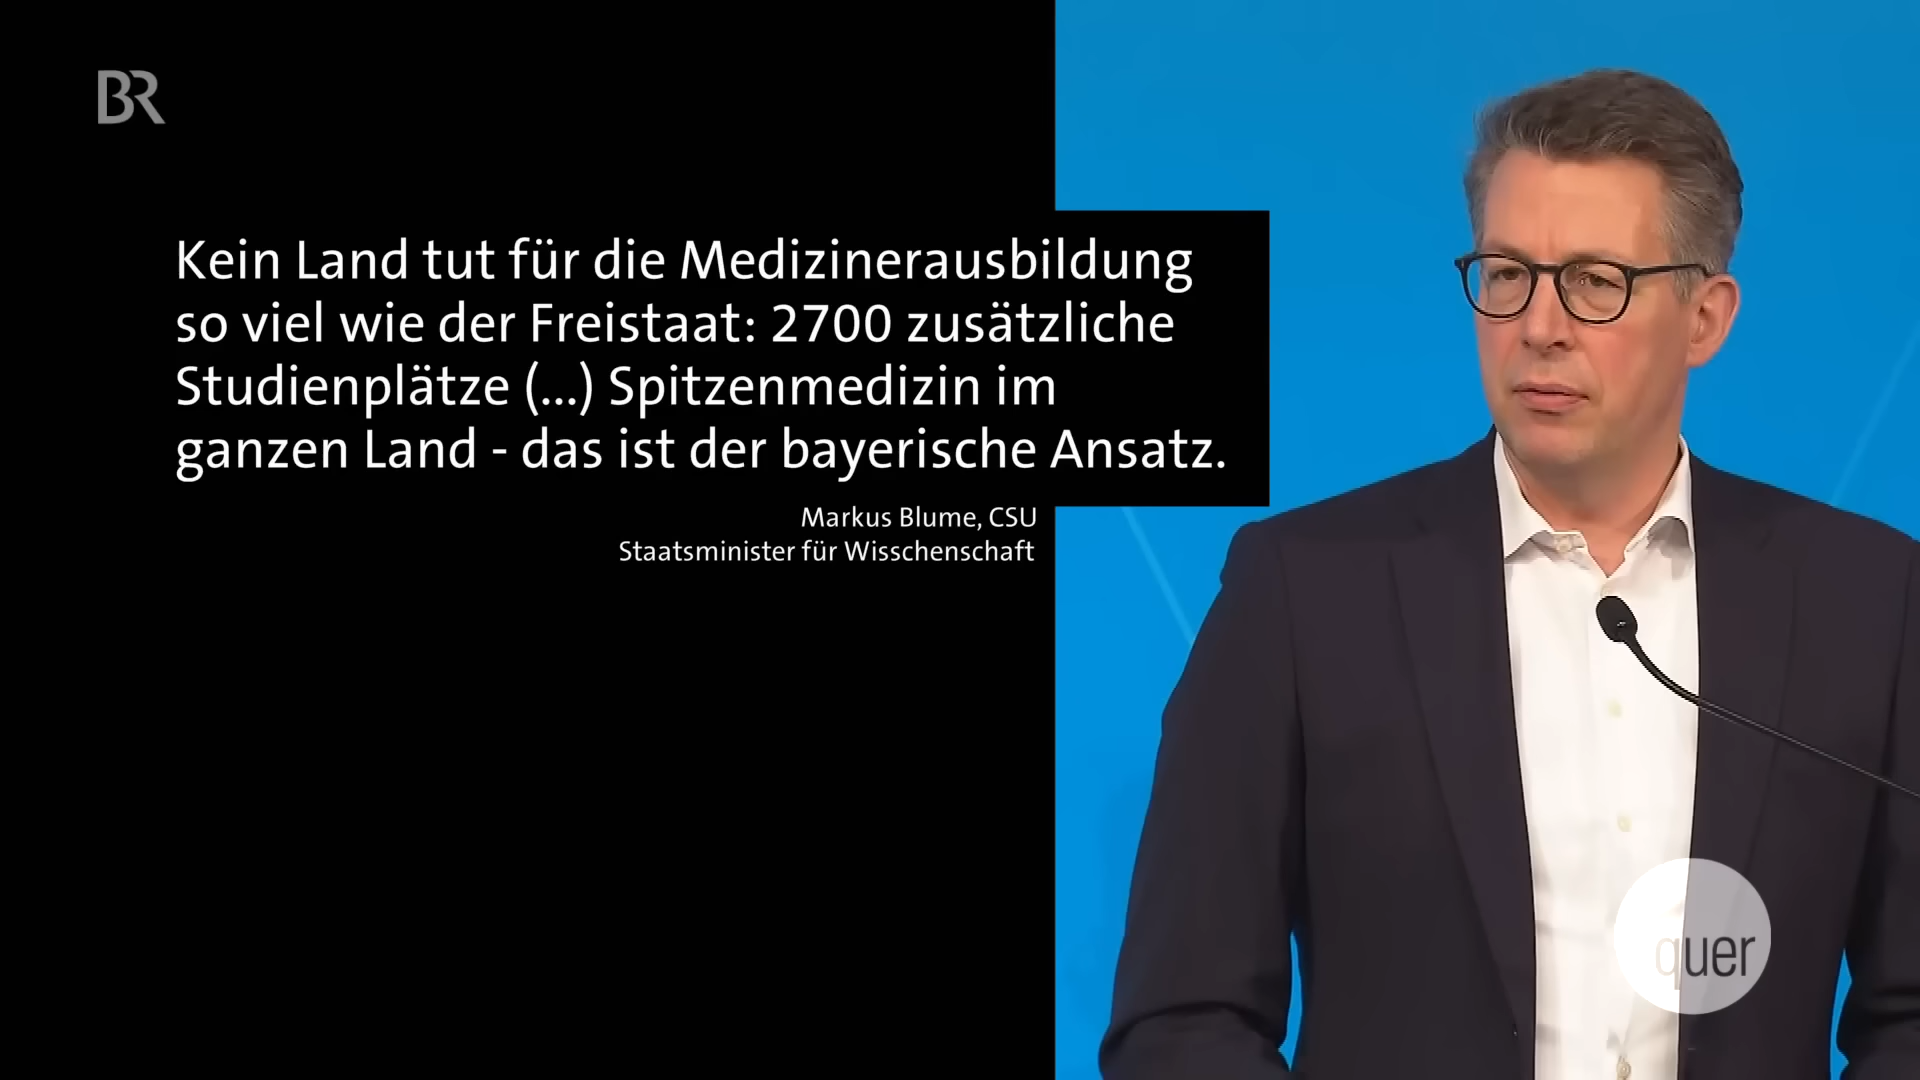 BR
Kein Land tut für die Medizinerausbildung
so viel wie der Freistaat: 2700 zusätzliche
Studienplätze (...) Spitzenmedizin im
ganzen Land - das ist der bayerische Ansatz.
Markus Blume, CSU
Staatsminister für Wisschenschaft
quer